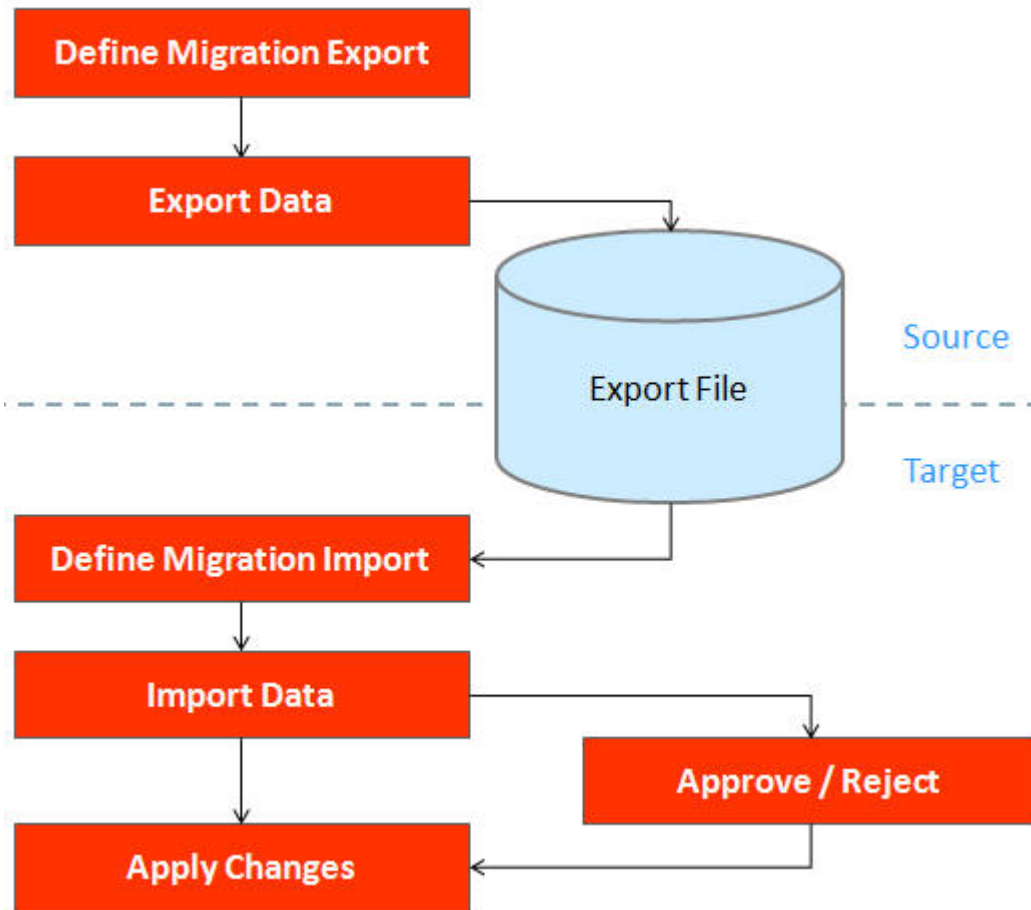 Define Migration Export
Export Data
Source
Export File
Target
Define Migration Import
Import Data
Approve / Reject
Apply Changes